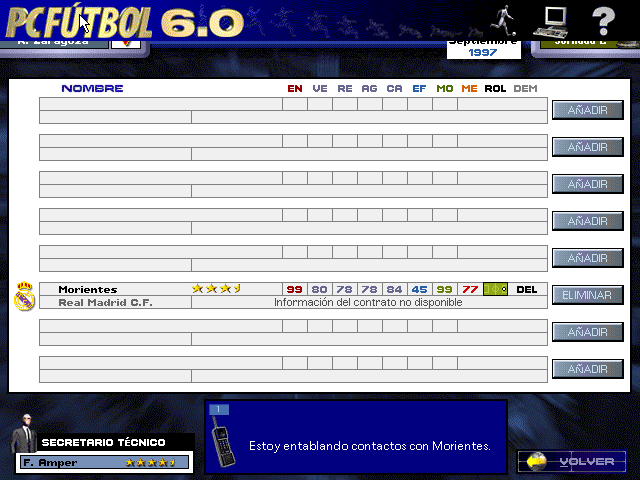 PCFÚTBOL 6.0
?
R. Zaragoza
Septiembre
1997
Jornada 1
NOMBRE EN VE RE AG CA EF MO ME ROL DEM
AÑADIR
AÑADIR
AÑADIR
AÑADIR
AÑADIR
Morientes 99 80 78 78 84 45 99 77 DEL
ELIMINAR
Real Madrid C.F. Información del contrato no disponible
AÑADIR
AÑADIR
1
SECRETARIO TÉCNICO
Estoy entablando contactos con Morientes.
F. Amper
VOLVER